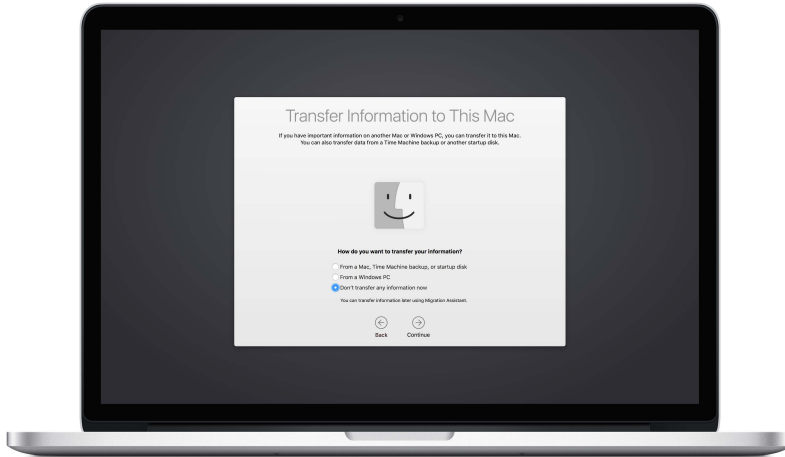 Transfer Information to This Mac
If you have important information on another Mac or Windows PC, you can transfer it to this Mac.
You can also transfer data from a Time Machine backup or another startup disk.
How do you want to transfer your information?
From a Mac, Time Machine backup, or startup disk
From a Windows PC
Don't transfer any information now
You can transfer information later using Migration Assistant.
Back
Continue